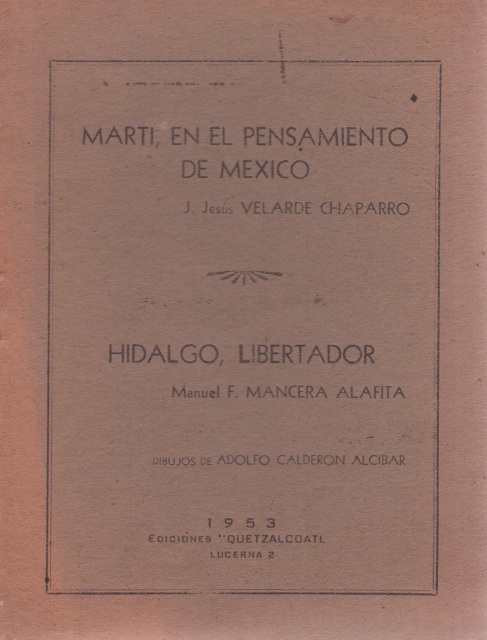 MARTI, EN EL PENSAMIENTO
DE MEXICO
J. Jesús VELARDE CHAPARRO
HIDALGO, LIBERTADOR
Manuel F. MANCERA ALAFITA
DIBUJOS DE ADOLFO CALDERON ALCIBAR
1953
EDICIONES "QUETZALCOATL
LUCERNA 2